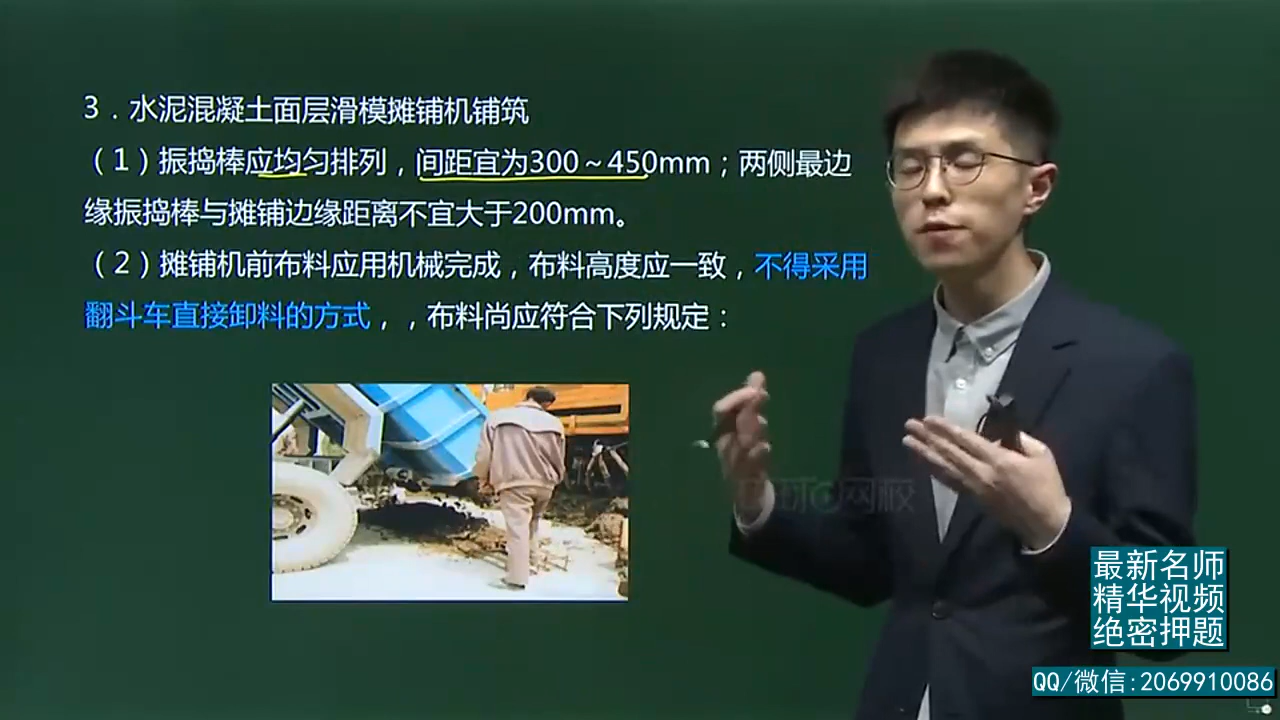 3．水泥混凝土面层滑模摊铺机铺筑
（1）振捣棒应均匀排列，间距宜为300～450mm；两侧最边
缘振捣棒与摊铺边缘距离不宜大于200mm。
（2）摊铺机前布料应用机械完成，布料高度应一致，不得采用
翻斗车直接卸料的方式，，布料尚应符合下列规定：
环球网校
最新名师
精华视频
绝密押题
QQ/微信:2069910086